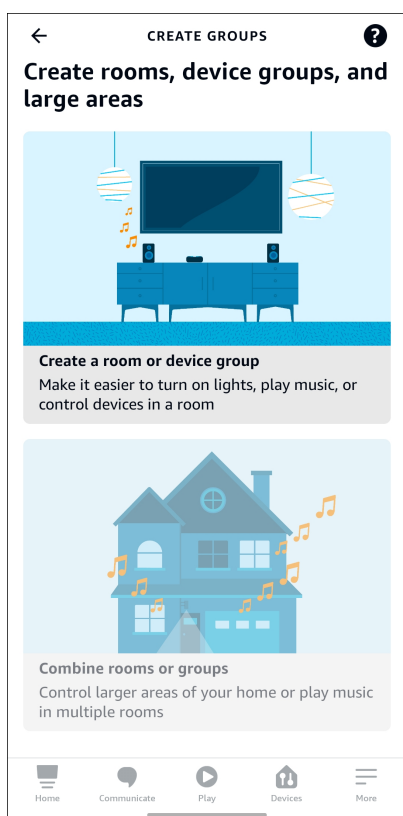 CREATE GROUPS
?
Create rooms, device groups, and
large areas
Create a room or device group
Make it easier to turn on lights, play music, or
control devices in a room
Combine rooms or groups
Control larger areas of your home or play music
in multiple rooms
Home Communicate Play Devices More